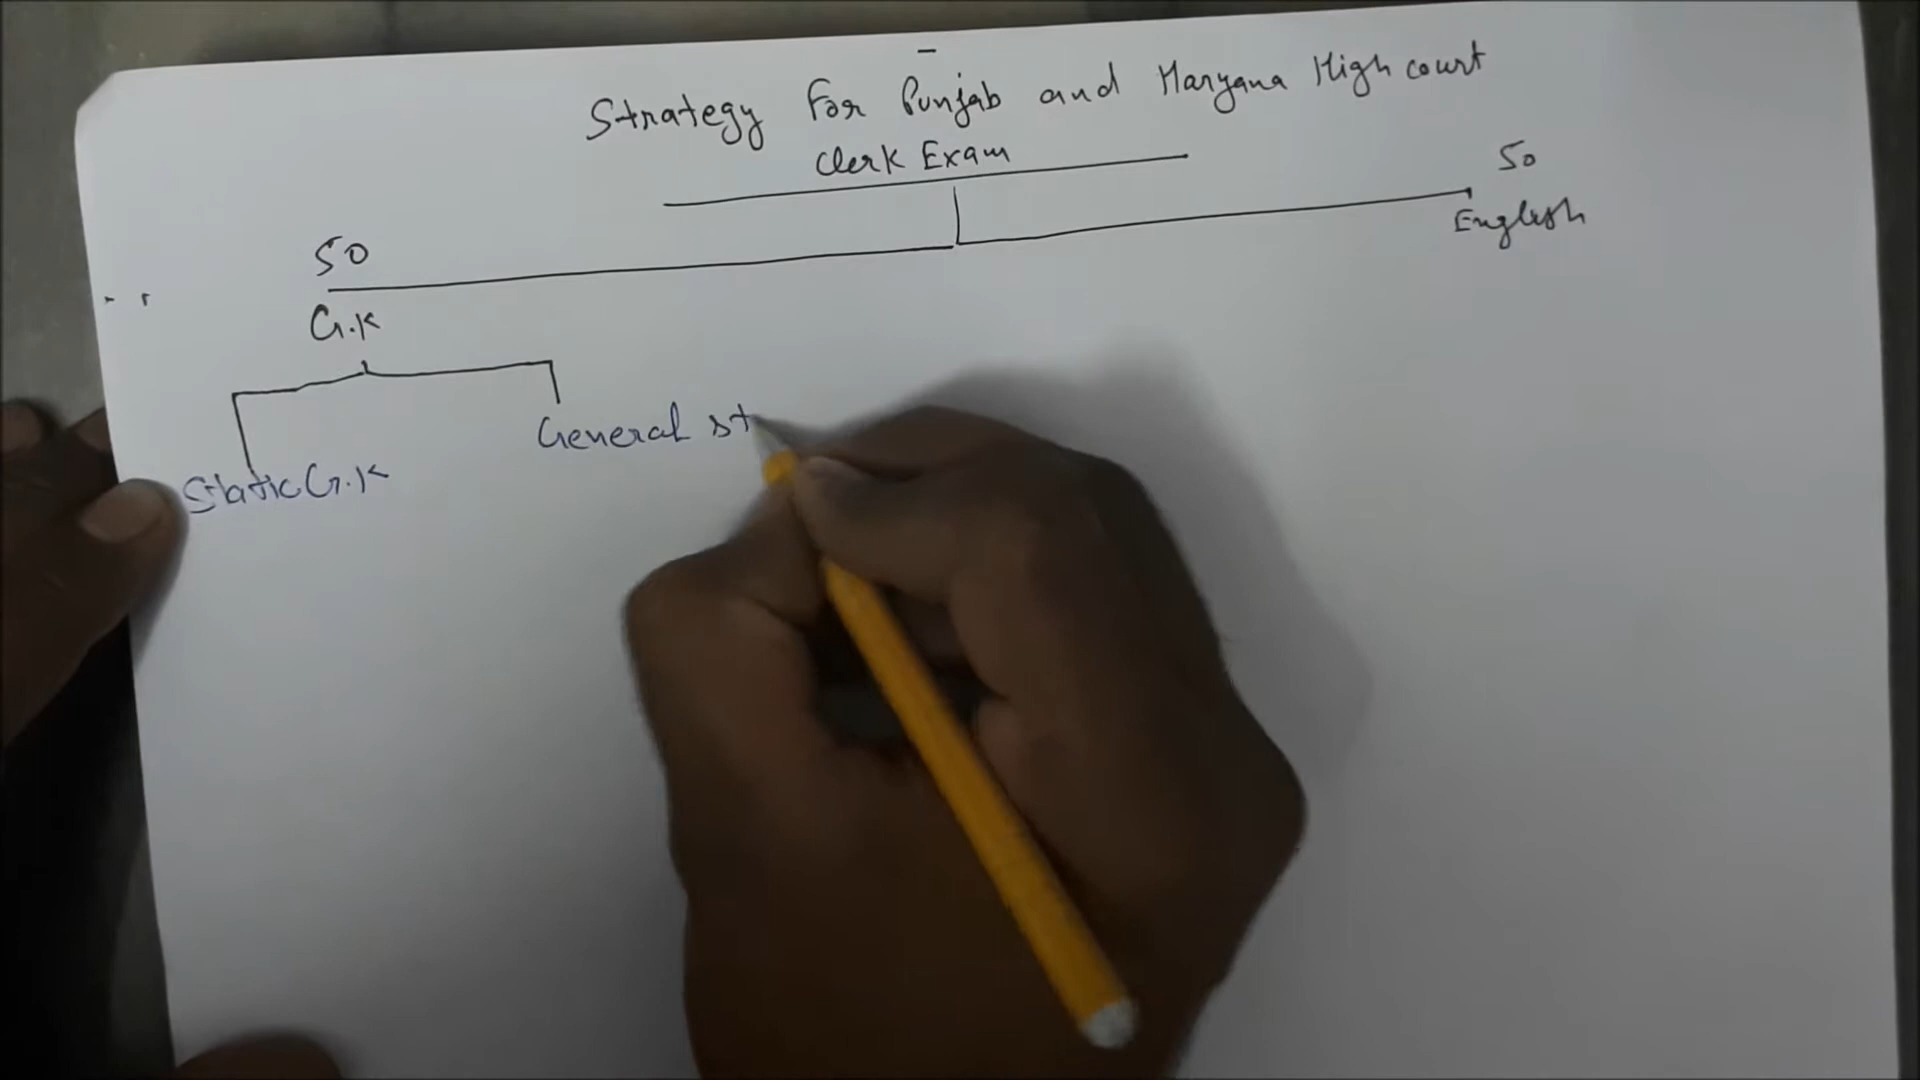 Strategy For Punjab and Haryana High court
Clerk Exam
50
50
English
G.K
General st
Static G.K